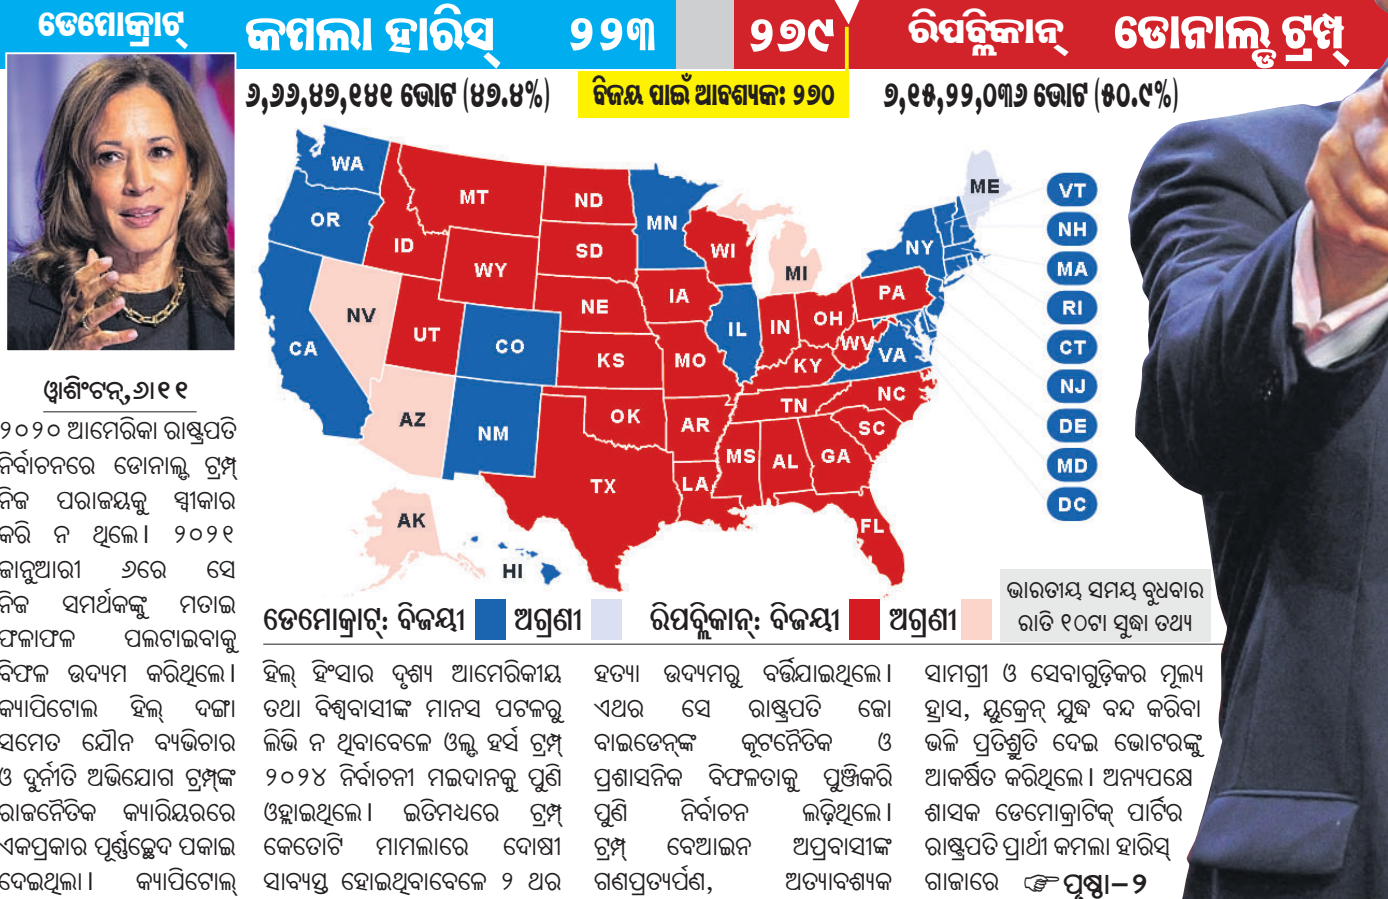 ଡେମୋକ୍ରାଟ୍
କମଲା ହାରିସ୍ ୨୨୩
୨୭୯ ରିପବ୍ଲିକାନ୍ ଡୋନାଲ୍ଡ ଟ୍ରମ୍ପ୍
୬,୬୬,୪୭,୧୪୧ ଭୋଟ (୪୭.୪%)
ବିଜୟ ପାଇଁ ଆବଶ୍ୟକ: ୨୭୦
୭,୧୫,୨୨,୦୩୬ ଭୋଟ (୫୦.୯%)
WA
OR
CA
NV
ID
MT
WY
UT
AZ
CO
NM
ND
SD
NE
KS
OK
TX
MN
IA
MO
AR
LA
WI
IL
MI
IN
OH
KY
TN
MS
AL
GA
FL
SC
NC
VA
WV
PA
NY
ME
AK
HI
VT
NH
MA
RI
CT
NJ
DE
MD
DC
ଭାରତୀୟ ସମୟ ବୁଧବାର
ରାତି ୧୦ଟା ସୁଦ୍ଧା ତଥ୍ୟ
ଡେମୋକ୍ରାଟ୍: ବିଜୟୀ ଅଗ୍ରଣୀ ରିପବ୍ଲିକାନ୍: ବିଜୟୀ ଅଗ୍ରଣୀ
ୱାଶିଂଟନ୍,୬ା୧୧
୨୦୨୦ ଆମେରିକା ରାଷ୍ଟ୍ରପତି
ନିର୍ବାଚନରେ ଡୋନାଲ୍ଡ ଟ୍ରମ୍ପ୍
ନିଜ ପରାଜୟକୁ ସ୍ୱୀକାର
କରି ନ ଥିଲେ। ୨୦୨୧
ଜାନୁଆରୀ ୬ରେ ସେ
ନିଜ ସମର୍ଥକଙ୍କୁ ମତାଇ
ଫଳାଫଳ ପଲଟାଇବାକୁ
ବିଫଳ ଉଦ୍ୟମ କରିଥିଲେ।
କ୍ୟାପିଟୋଲ ହିଲ୍ ଦଙ୍ଗା
ସମେତ ଯୌନ ବ୍ୟଭିଚାର
ଓ ଦୁର୍ନୀତି ଅଭିଯୋଗ ଟ୍ରମ୍ପ୍‌ଙ୍କ
ରାଜନୈତିକ କ୍ୟାରିୟରରେ
ଏକପ୍ରକାର ପୂର୍ଣ୍ଣଚ୍ଛେଦ ପକାଇ
ଦେଇଥିଲା। କ୍ୟାପିଟୋଲ୍
ହିଲ୍ ହିଂସାର ଦୃଶ୍ୟ ଆମେରିକୀୟ
ତଥା ବିଶ୍ୱବାସୀଙ୍କ ମାନସ ପଟଳରୁ
ଲିଭି ନ ଥିବାବେଳେ ଓଲ୍ଡ ହର୍ସ ଟ୍ରମ୍ପ୍
୨୦୨୪ ନିର୍ବାଚନୀ ମଇଦାନକୁ ପୁଣି
ଓହ୍ଲାଇଥିଲେ। ଇତିମଧ୍ୟରେ ଟ୍ରମ୍ପ୍
କେତୋଟି ମାମଲାରେ ଦୋଷୀ
ସାବ୍ୟସ୍ତ ହୋଇଥିବାବେଳେ ୨ ଥର
ହତ୍ୟା ଉଦ୍ୟମରୁ ବର୍ତ୍ତିଯାଇଥିଲେ।
ଏଥର ସେ ରାଷ୍ଟ୍ରପତି ଜୋ
ବାଇଡେନ୍‌ଙ୍କ କୂଟନୈତିକ ଓ
ପ୍ରଶାସନିକ ବିଫଳତାକୁ ପୁଞ୍ଜିକରି
ପୁଣି ନିର୍ବାଚନ ଲଢ଼ିଥିଲେ।
ଟ୍ରମ୍ପ୍ ବେଆଇନ ଅପ୍ରବାସୀଙ୍କ
ଗଣପ୍ରତ୍ୟର୍ପଣ, ଅତ୍ୟାବଶ୍ୟକ
ସାମଗ୍ରୀ ଓ ସେବାଗୁଡ଼ିକର ମୂଲ୍ୟ
ହ୍ରାସ, ୟୁକ୍ରେନ୍ ଯୁଦ୍ଧ ବନ୍ଦ କରିବା
ଭଳି ପ୍ରତିଶ୍ରୁତି ଦେଇ ଭୋଟରଙ୍କୁ
ଆକର୍ଷିତ କରିଥିଲେ। ଅନ୍ୟପକ୍ଷେ
ଶାସକ ଡେମୋକ୍ରାଟିକ୍ ପାର୍ଟିର
ରାଷ୍ଟ୍ରପତି ପ୍ରାର୍ଥୀ କମଲା ହାରିସ୍
ଗାଜାରେ ☞ ପୃଷ୍ଠା–୨